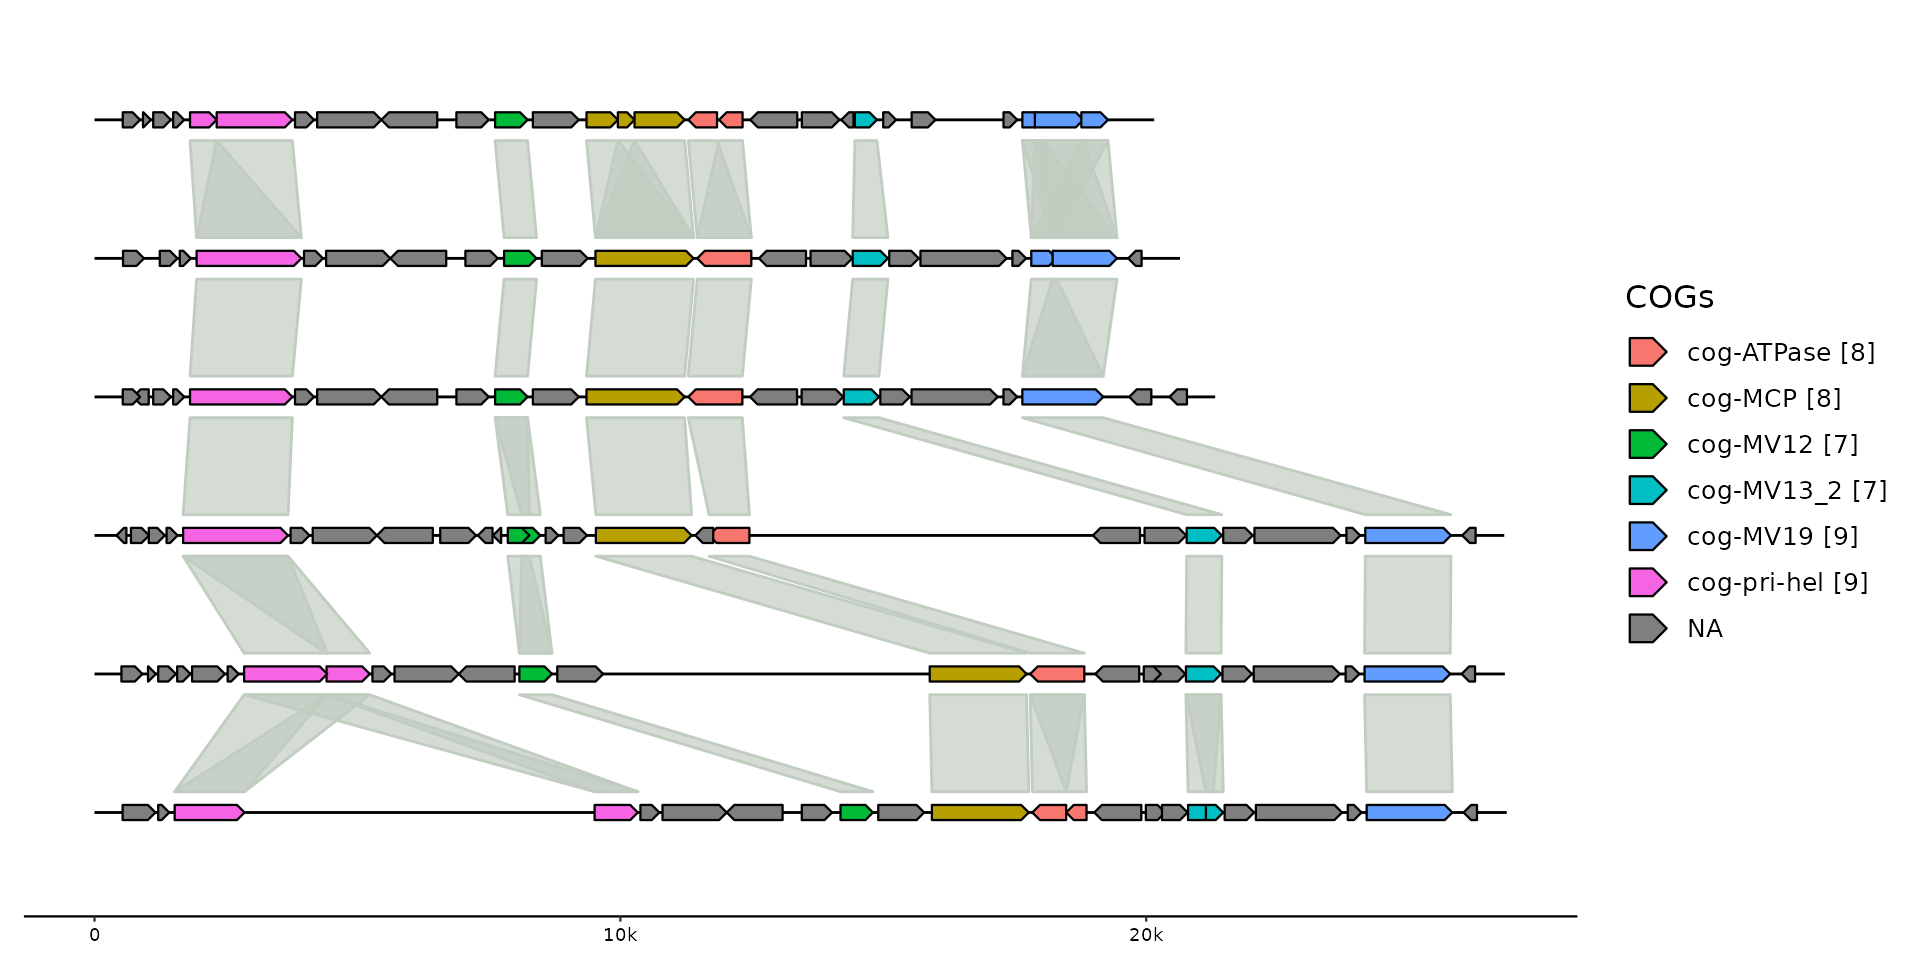 COGs
cog-ATPase [8]
cog-MCP [8]
cog-MV12 [7]
cog-MV13_2 [7]
cog-MV19 [9]
cog-pri-hel [9]
NA
0 10k 20k